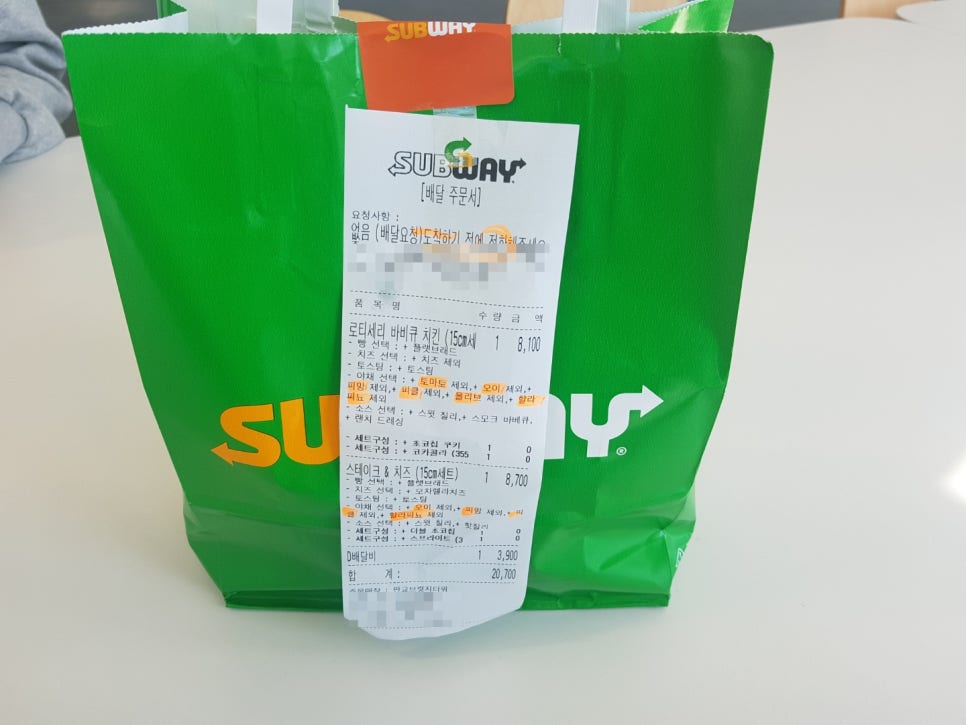 SUBWAY
SUBWAY
[배달 주문서]
요청사항 :
없음 (배달요청)도착하기 전에 전화해주세요
품 목 명 수 량 금 액
로티세리 바비큐 치킨 (15cm세 1 8,100
- 빵 선택 : + 플랫브래드
- 치즈 선택 : + 치즈 제외
- 토스팅 : + 토스팅
- 야채 선택 : + 토마토 제외,+ 오이 제외,+
피망 제외,+ 피클 제외,+ 올리브 제외,+ 할라
피뇨 제외
- 소스 선택 : + 스윗 칠리,+ 스모크 바베큐,
+ 랜치 드레싱
- 세트구성 : + 초코칩 쿠키 1 0
- 세트구성 : + 코카콜라 (355 1 0
스테이크 & 치즈 (15cm세트) 1 8,700
- 빵 선택 : + 플랫브래드
- 치즈 선택 : + 모차렐라치즈
- 토스팅 : + 토스팅
- 야채 선택 : + 오이 제외,+ 피망 제외,+ 피
클 제외,+ 할라피뇨 제외
- 소스 선택 : + 스윗 칠리,+ 핫칠리
- 세트구성 : + 더블 초코칩 1 0
- 세트구성 : + 스프라이트 (3 1 0
0배달비 1 3,900
합 계 : 20,700
SU AY®